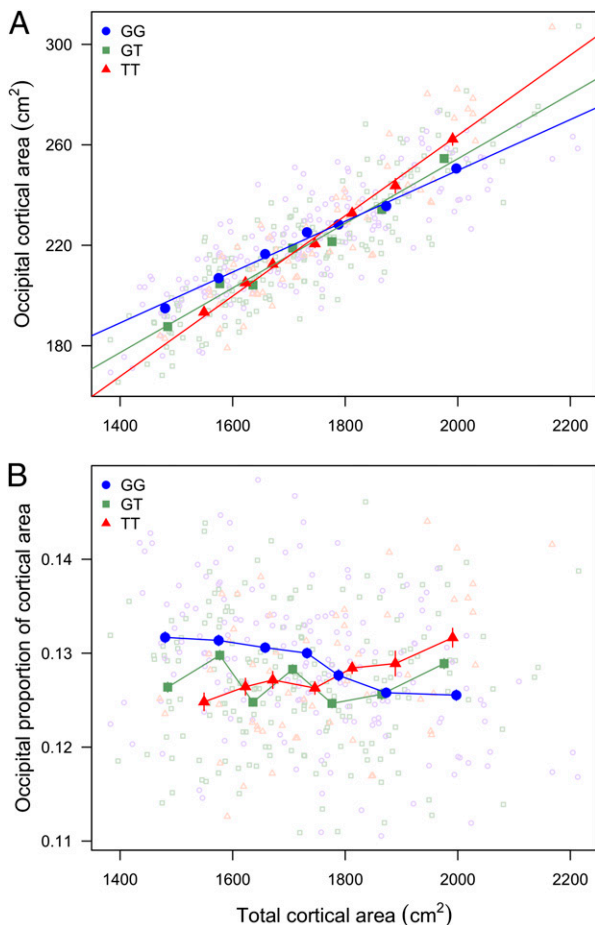 A
GG
GT
TT
Occipital cortical area (cm²)
300
260
220
180
1400 1600 1800 2000 2200
B
GG
GT
TT
Occipital proportion of cortical area
0.14
0.13
0.12
0.11
1400 1600 1800 2000 2200
Total cortical area (cm²)